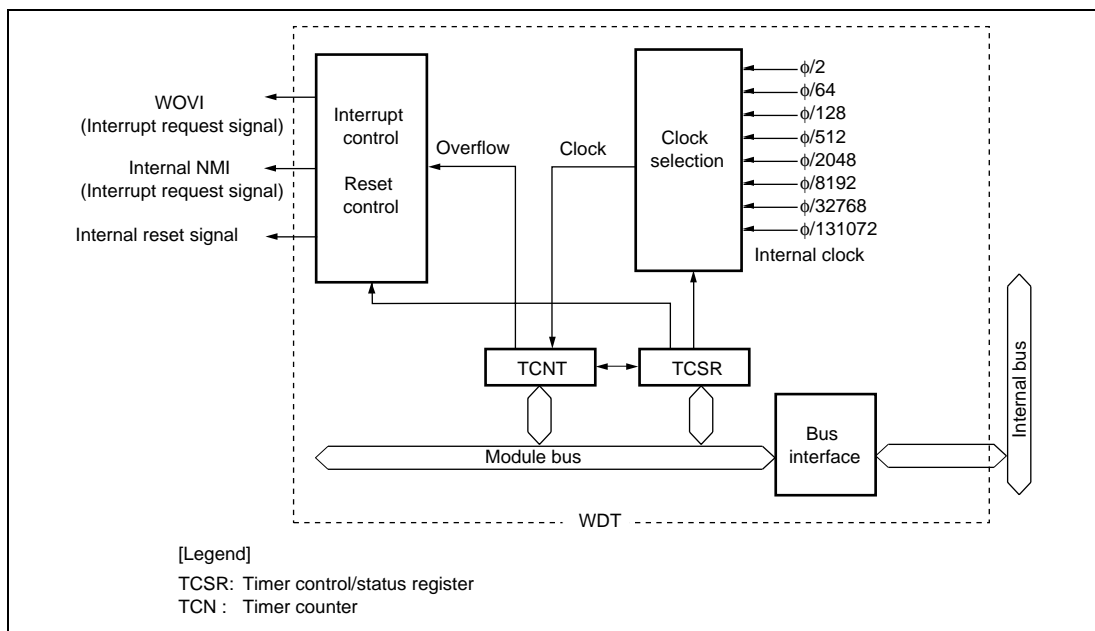 WOVI
(Interrupt request signal)
Internal NMI
(Interrupt request signal)
Internal reset signal
Interrupt
control
Reset
control
Overflow
Clock
Clock
selection
ϕ/2
ϕ/64
ϕ/128
ϕ/512
ϕ/2048
ϕ/8192
ϕ/32768
ϕ/131072
Internal clock
TCNT
TCSR
Module bus
Bus
interface
Internal bus
WDT
[Legend]
TCSR: Timer control/status register
TCN : Timer counter